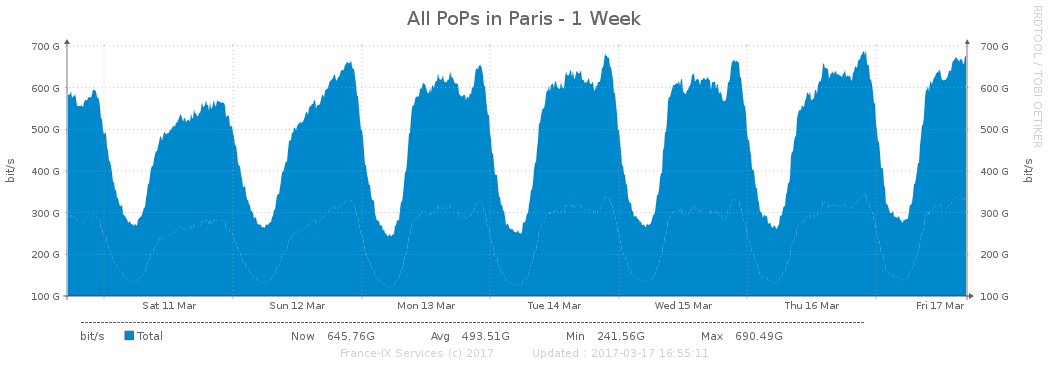 All PoPs in Paris - 1 Week
RRDTOOL / TOBI OETIKER
700 G 700 G
600 G 600 G
500 G 500 G
400 G 400 G
300 G 300 G
200 G 200 G
100 G 100 G
bit/s bit/s
Sat 11 Mar Sun 12 Mar Mon 13 Mar Tue 14 Mar Wed 15 Mar Thu 16 Mar Fri 17 Mar
bit/s Total Now 645.76G Avg 493.51G Min 241.56G Max 690.49G
France-IX Services (c) 2017 Updated : 2017-03-17 16:55:11